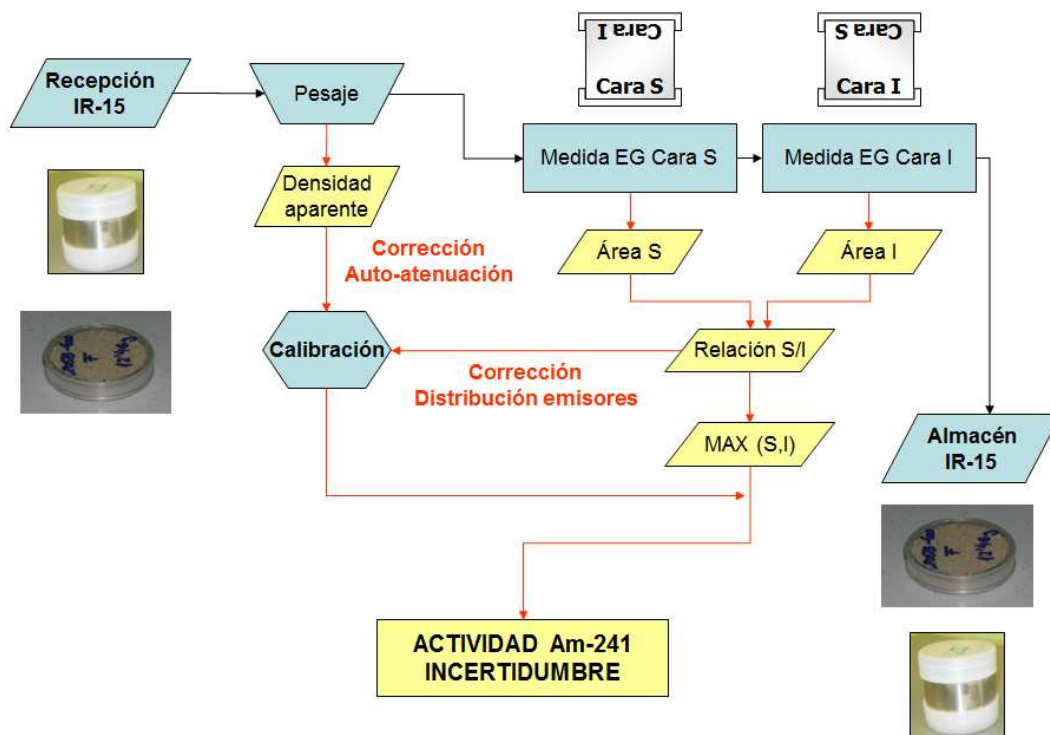 I Cara
Cara S
S Cara
Cara I
Recepción
IR-15
Pesaje
Medida EG Cara S
Medida EG Cara I
Densidad
aparente
Corrección
Auto-atenuación
Área S
Área I
Calibración
Relación S/I
Corrección
Distribución emisores
MAX (S,I)
Almacén
IR-15
ACTIVIDAD Am-241
INCERTIDUMBRE
F
F